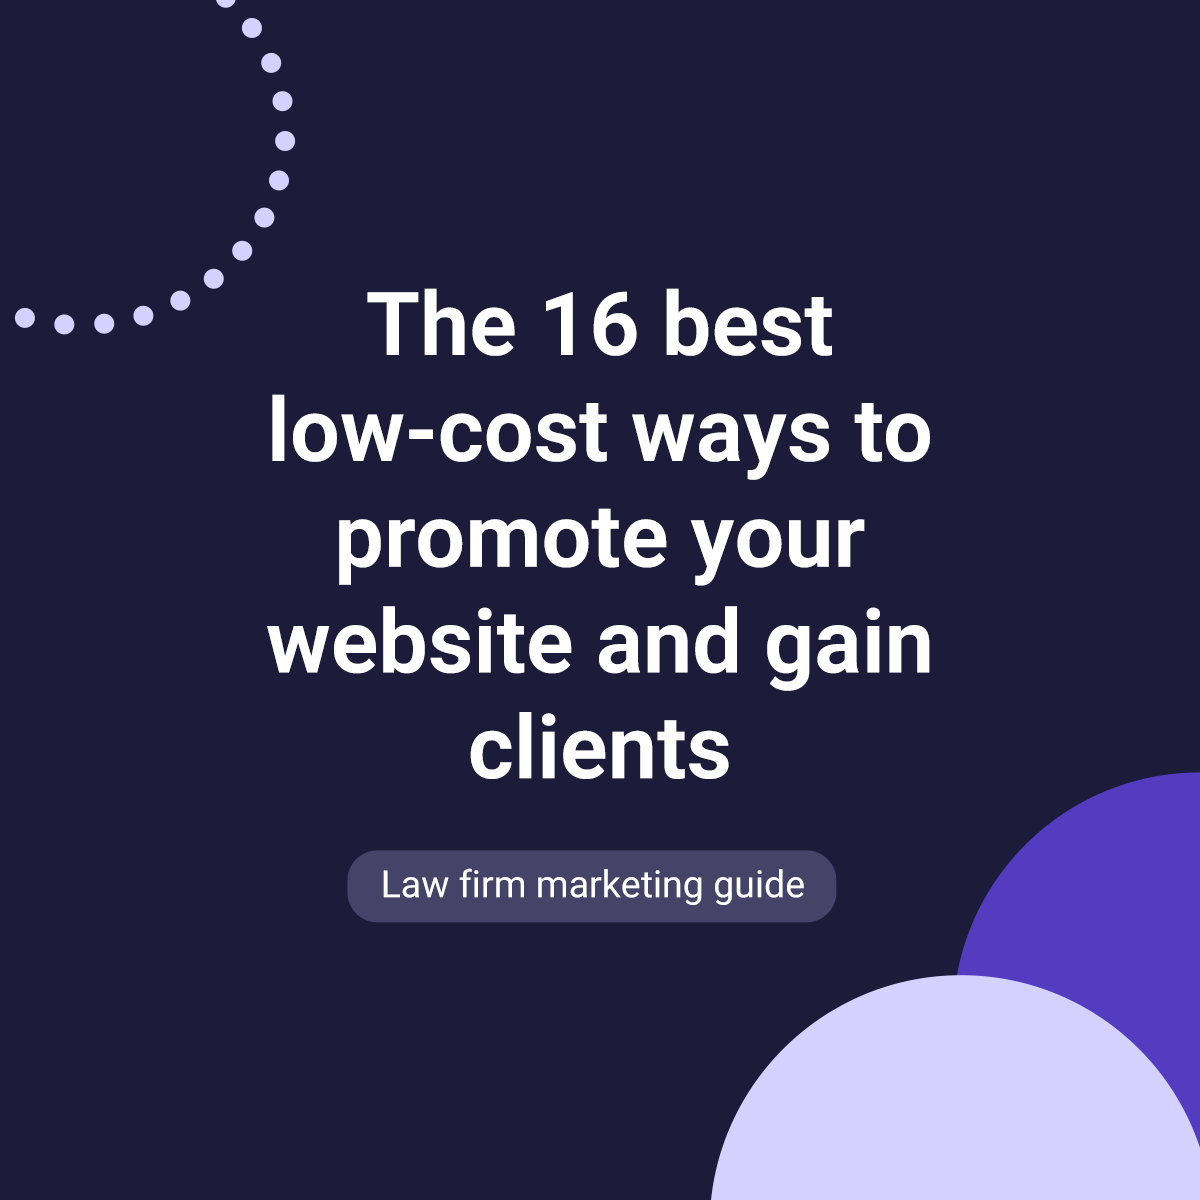 The 16 best
low-cost ways to
promote your
website and gain
clients
Law firm marketing guide